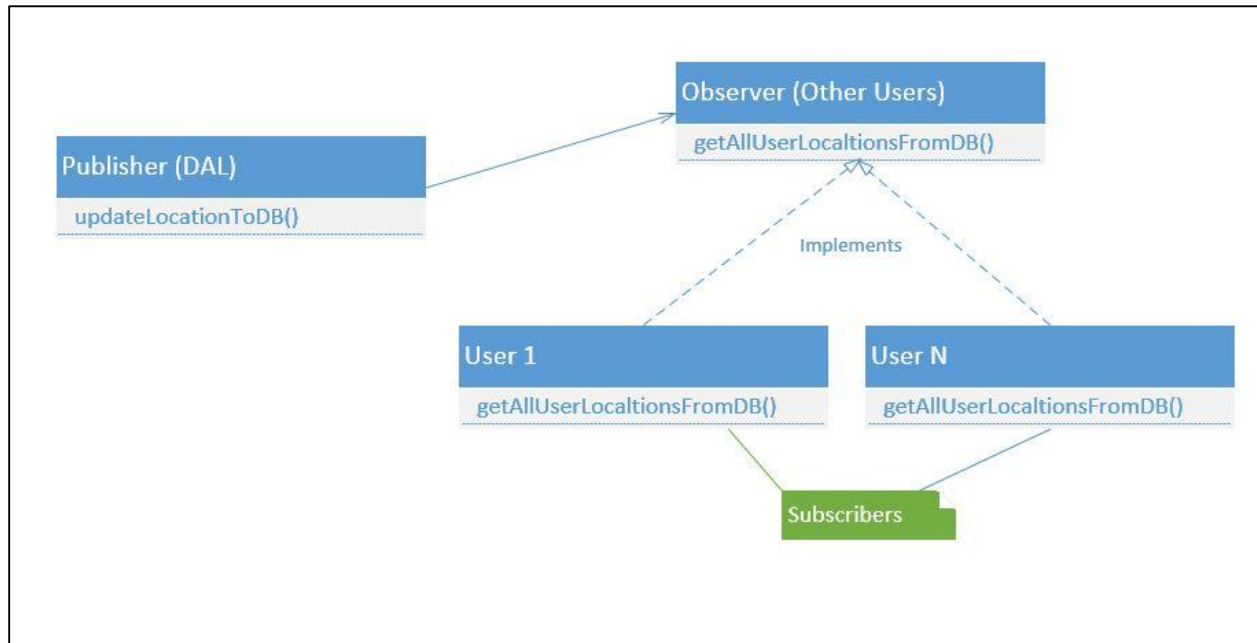 Observer (Other Users)
getAllUserLocaltionsFromDB()
Publisher (DAL)
updateLocationToDB()
Implements
User 1
getAllUserLocaltionsFromDB()
User N
getAllUserLocaltionsFromDB()
Subscribers